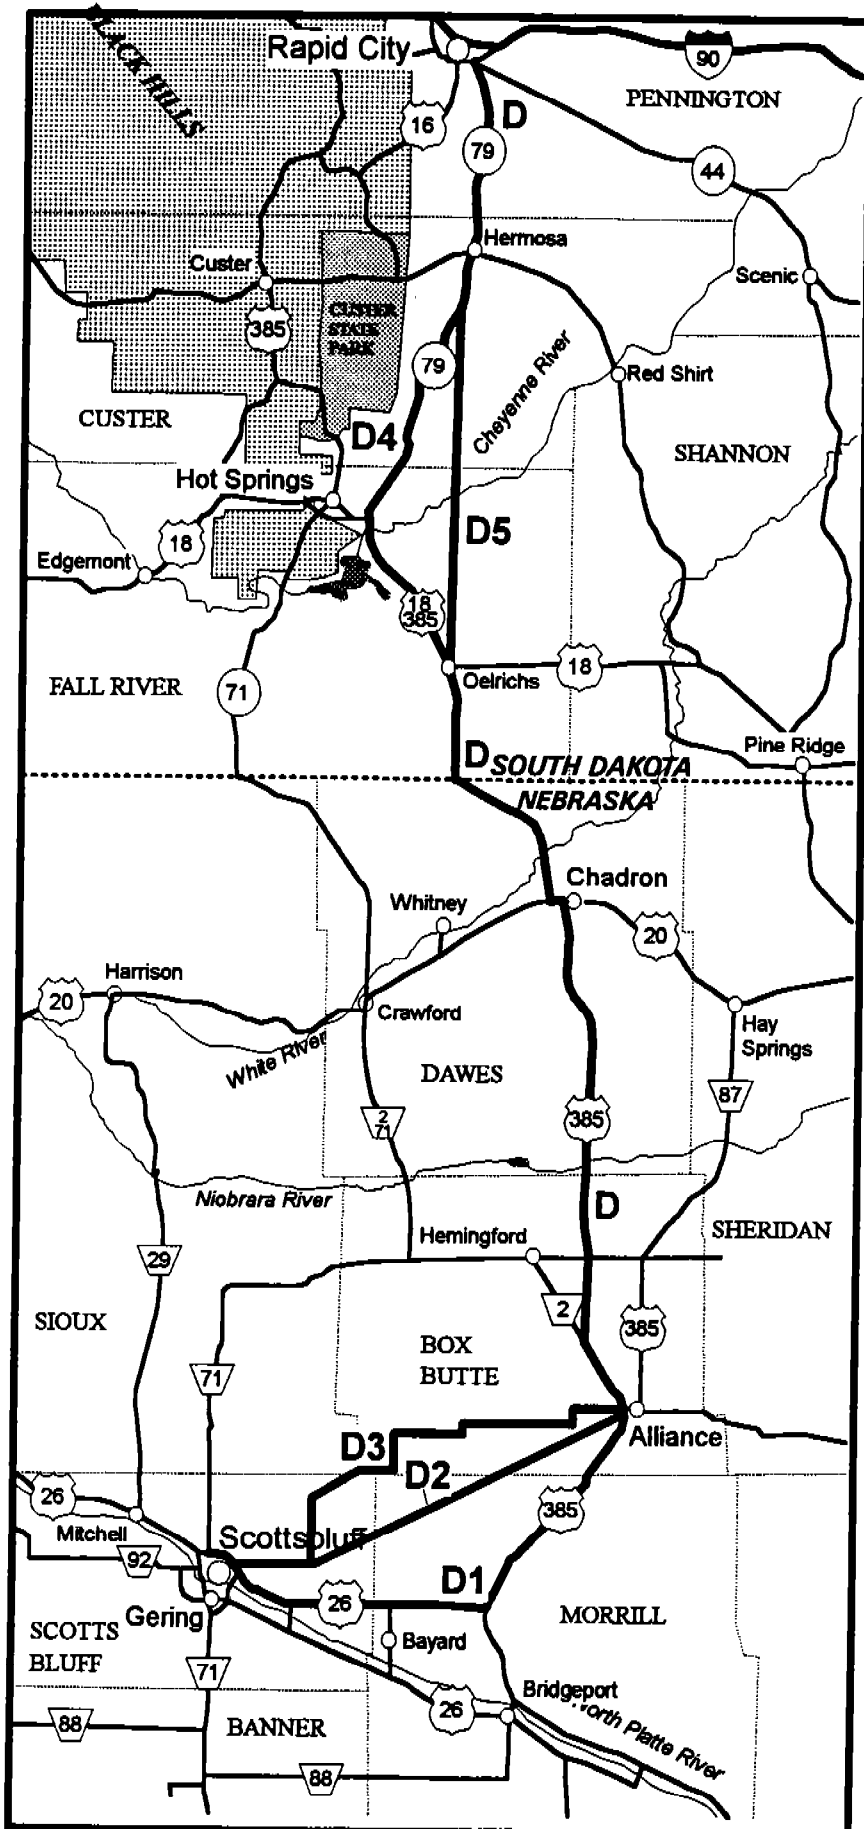 BLACK HILLS
Rapid City
90
PENNINGTON
16
D
79
44
Hermosa
Custer
Scenic
385
CUSTER
STATE
PARK
79
Cheyenne River
Red Shirt
CUSTER
D4
SHANNON
Hot Springs
18
D5
Edgemont
18
385
FALL RIVER
71
Oelrichs
18
Pine Ridge
D
SOUTH DAKOTA
NEBRASKA
Chadron
Whitney
20
Harrison
20
Crawford
Hay
Springs
White River
DAWES
87
2
71
385
Niobrara River
D
SHERIDAN
Hemingford
29
2
SIOUX
385
BOX
BUTTE
71
Alliance
D3
D2
26
385
Mitchell
Scottsbluff
92
D1
26
Gering
MORRILL
SCOTTS
BLUFF
Bayard
71
Bridgeport
26
North Platte River
88
BANNER
88